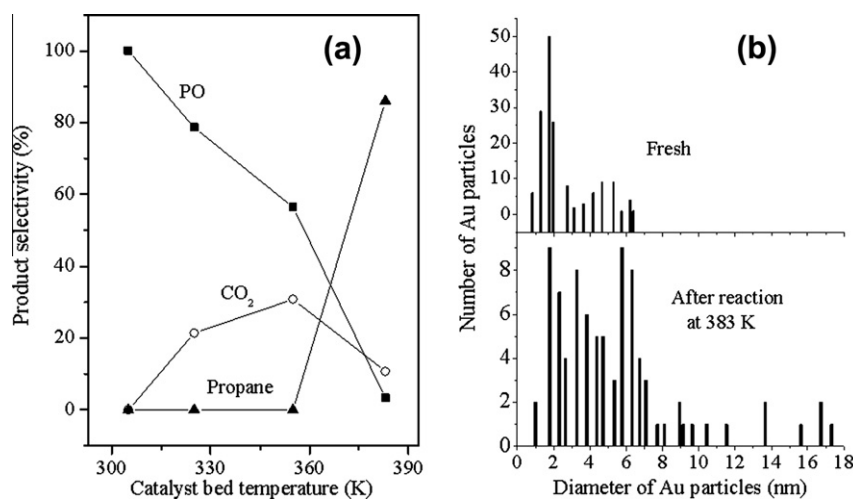 (a)
PO
CO2
Propane
Product selectivity (%)
100
80
60
40
20
0
300
330
360
390
Catalyst bed temperature (K)
(b)
Fresh
After reaction
at 383 K
Number of Au particles
50
40
30
20
10
0
8
6
4
2
0
0
2
4
6
8
10
12
14
16
18
Diameter of Au particles (nm)